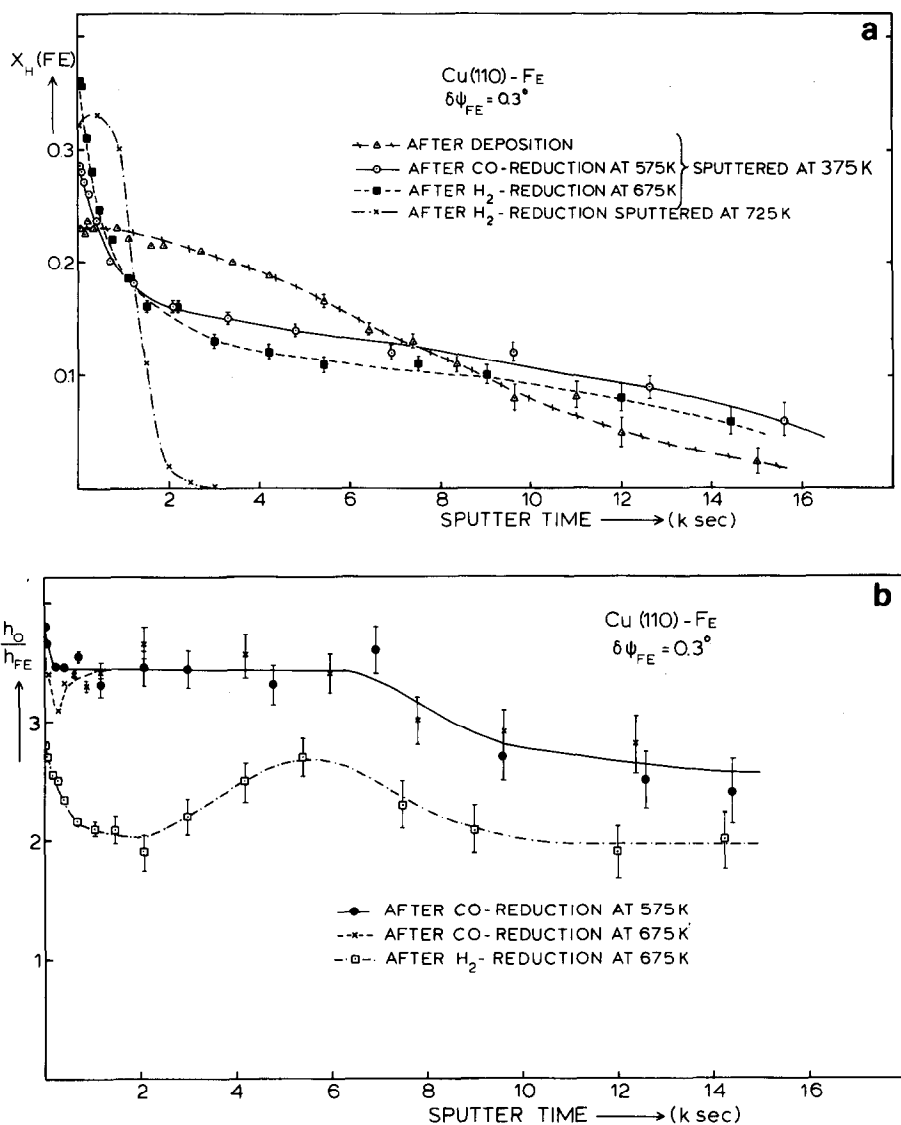 a
X_H(FE)
Cu(110)-FE
δψ_FE = 0.3°
AFTER DEPOSITION
AFTER CO-REDUCTION AT 575K
AFTER H₂-REDUCTION AT 675K
SPUTTERED AT 375K
AFTER H₂-REDUCTION SPUTTERED AT 725K
0.3
0.2
0.1
2 4 6 8 10 12 14 16
SPUTTER TIME (k sec)
b
h_O
h_FE
Cu(110)-FE
δψ_FE = 0.3°
3
2
1
AFTER CO-REDUCTION AT 575K
AFTER CO-REDUCTION AT 675K
AFTER H₂-REDUCTION AT 675K
2 4 6 8 10 12 14 16
SPUTTER TIME (k sec)